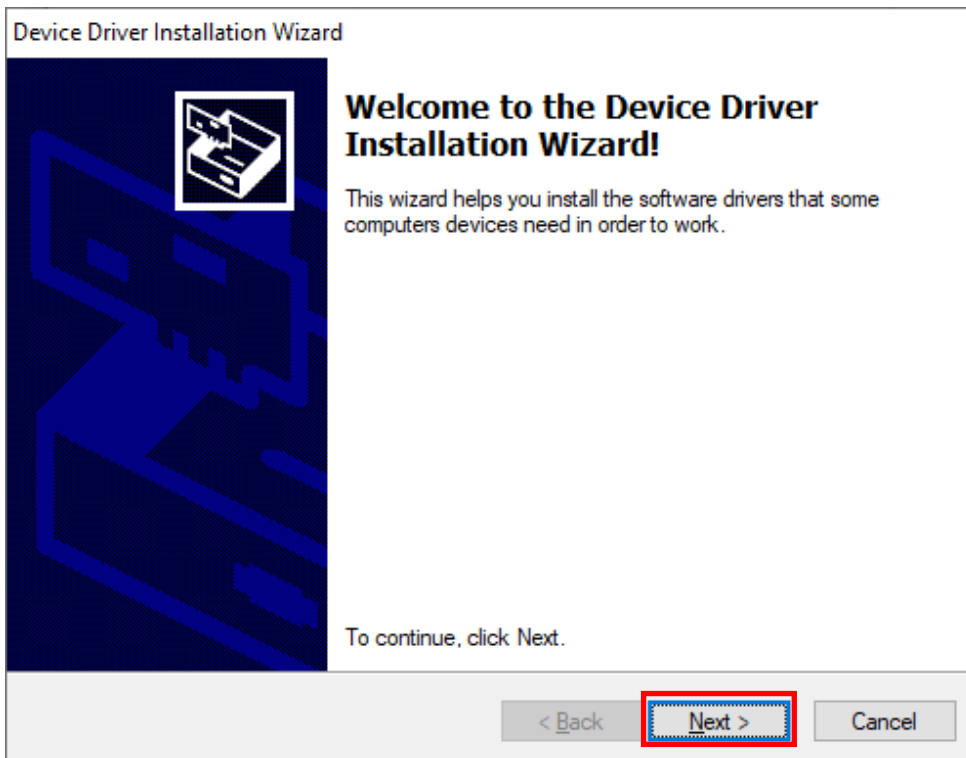 Device Driver Installation Wizard
Welcome to the Device Driver
Installation Wizard!
This wizard helps you install the software drivers that some
computers devices need in order to work.
To continue, click Next.
< Back
Next >
Cancel